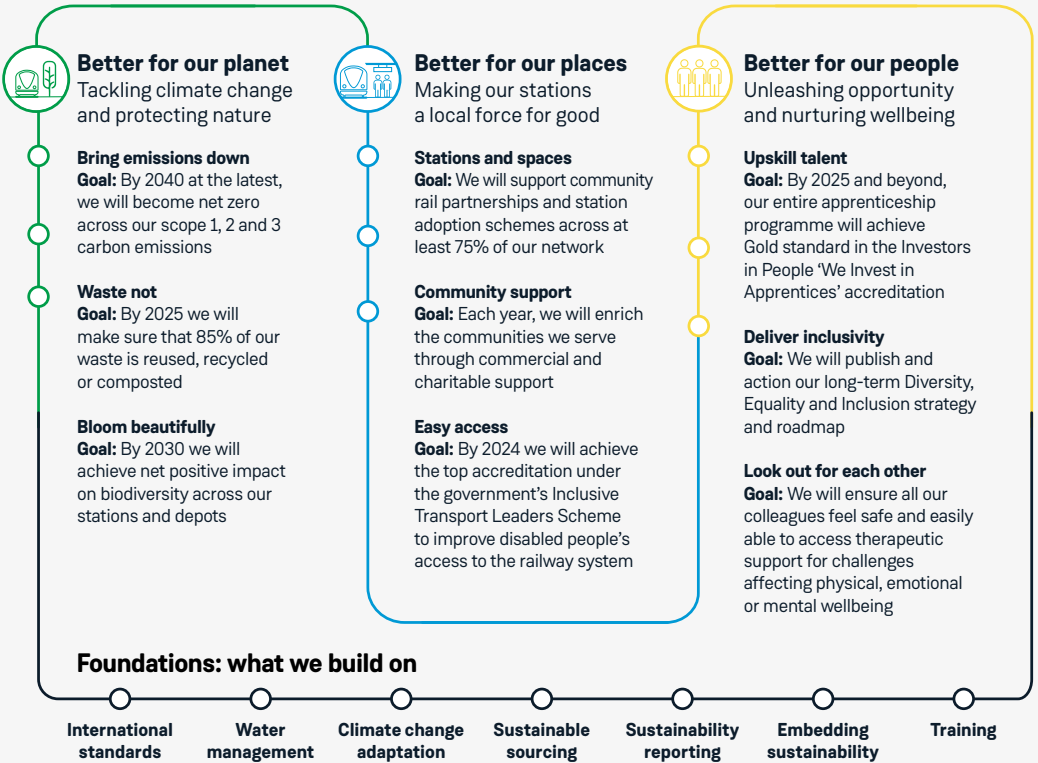 Better for our planet
Tackling climate change
and protecting nature
Bring emissions down
Goal: By 2040 at the latest,
we will become net zero
across our scope 1, 2 and 3
carbon emissions
Waste not
Goal: By 2025 we will
make sure that 85% of our
waste is reused, recycled
or composted
Bloom beautifully
Goal: By 2030 we will
achieve net positive impact
on biodiversity across our
stations and depots
Better for our places
Making our stations
a local force for good
Stations and spaces
Goal: We will support community
rail partnerships and station
adoption schemes across at
least 75% of our network
Community support
Goal: Each year, we will enrich
the communities we serve
through commercial and
charitable support
Easy access
Goal: By 2024 we will achieve
the top accreditation under
the government's Inclusive
Transport Leaders Scheme
to improve disabled people's
access to the railway system
Better for our people
Unleashing opportunity
and nurturing wellbeing
Upskill talent
Goal: By 2025 and beyond,
our entire apprenticeship
programme will achieve
Gold standard in the Investors
in People ‘We Invest in
Apprentices’ accreditation
Deliver inclusivity
Goal: We will publish and
action our long-term Diversity,
Equality and Inclusion strategy
and roadmap
Look out for each other
Goal: We will ensure all our
colleagues feel safe and easily
able to access therapeutic
support for challenges
affecting physical, emotional
or mental wellbeing
Foundations: what we build on
International
standards
Water
management
Climate change
adaptation
Sustainable
sourcing
Sustainability
reporting
Embedding
sustainability
Training